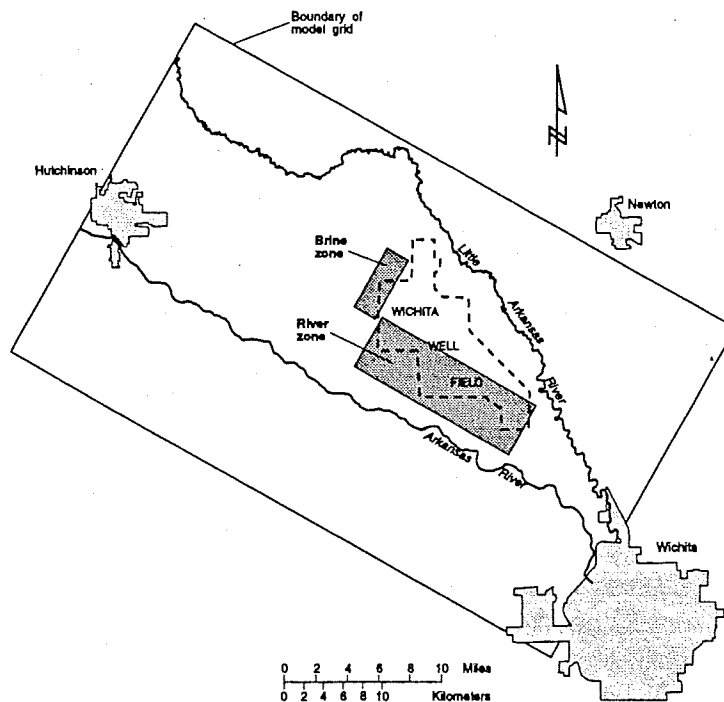 Boundary of
model grid
N
Hutchinson
Newton
Brine
zone
Little
Arkansas
River
WICHITA
River
zone
WELL
FIELD
Arkansas
River
Wichita
0 2 4 6 8 10 Miles
0 2 4 6 8 10 Kilometers